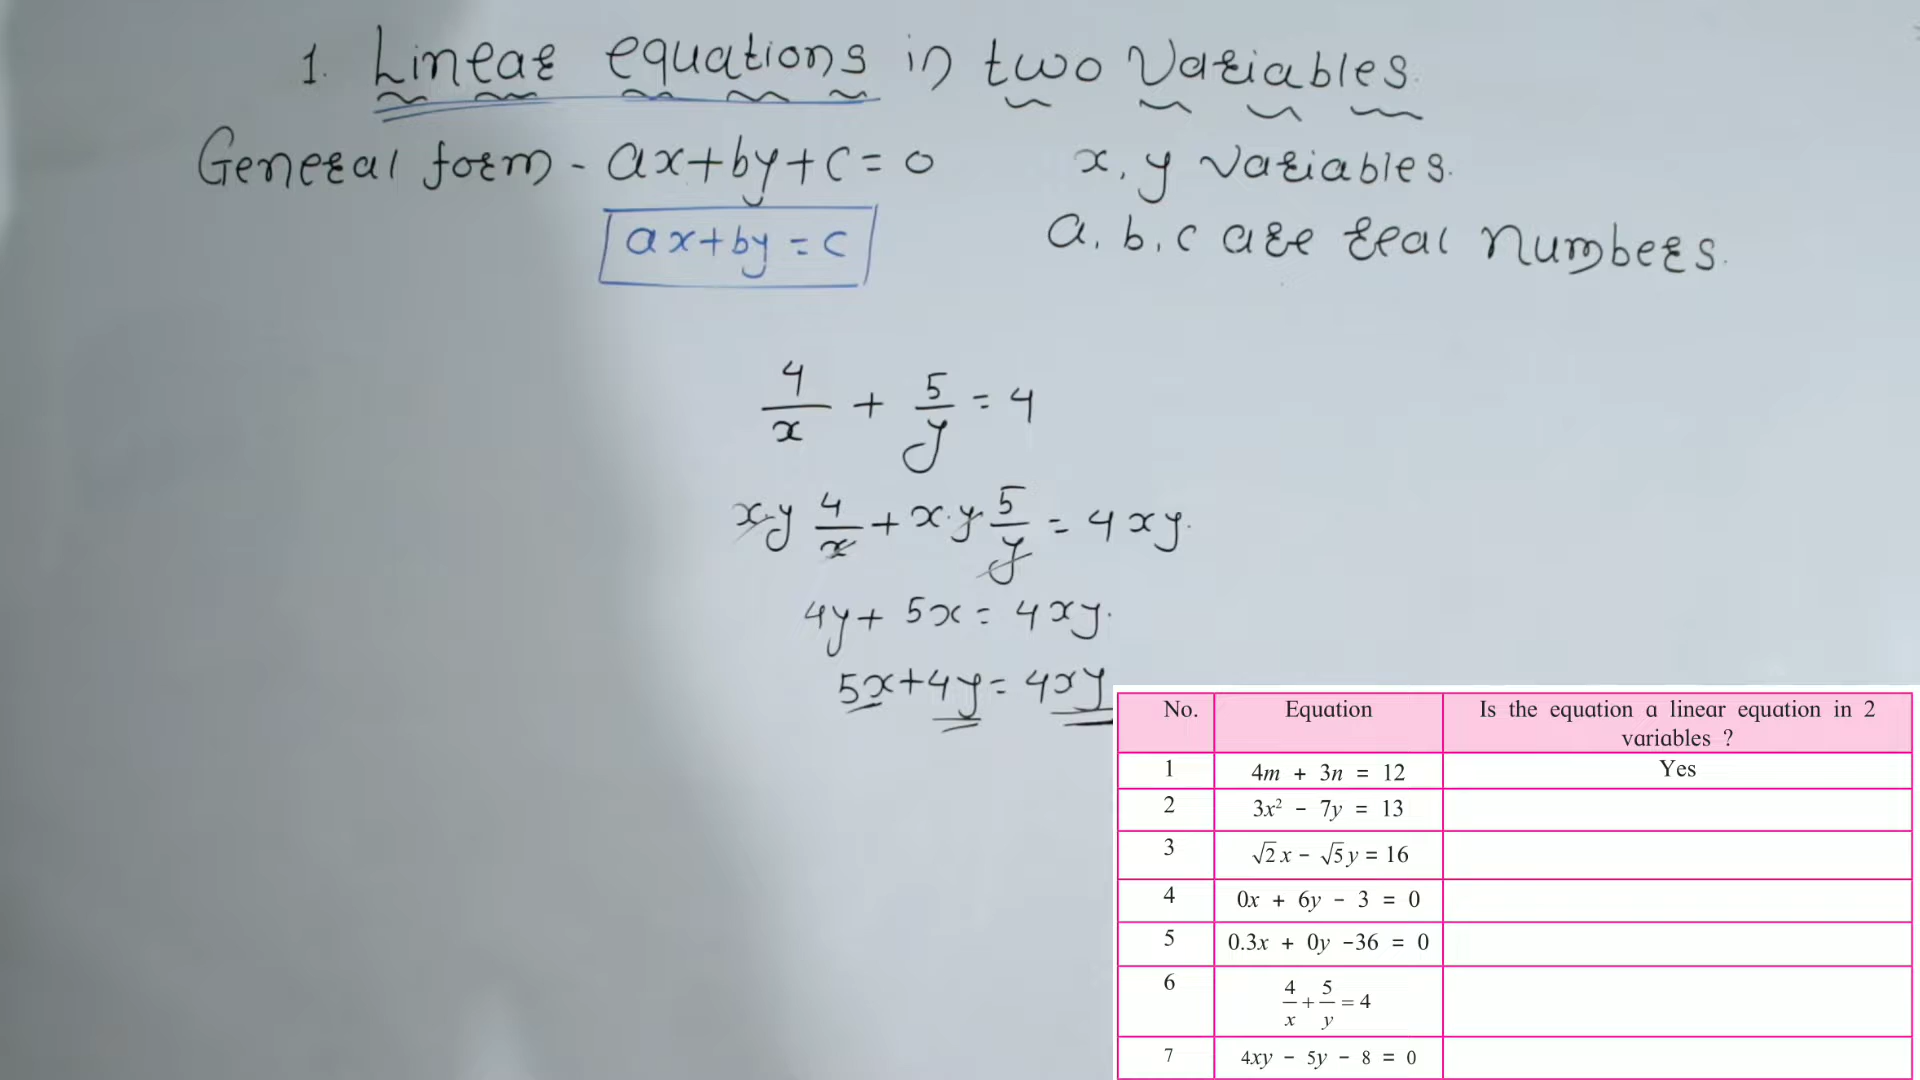 1. Linear equations in two Variables.
General form - ax+by+c=0
x, y variables.
ax+by=c
a, b, c are real numbers.
4/x + 5/y = 4
x·y 4/x + x·y 5/y = 4xy.
4y+ 5x = 4xy.
5x+4y= 4xy
No. Equation Is the equation a linear equation in 2 variables ?
1 4m + 3n = 12 Yes
2 3x² - 7y = 13
3 √2x - √5y = 16
4 0x + 6y - 3 = 0
5 0.3x + 0y -36 = 0
6 4/x + 5/y = 4
7 4xy - 5y - 8 = 0